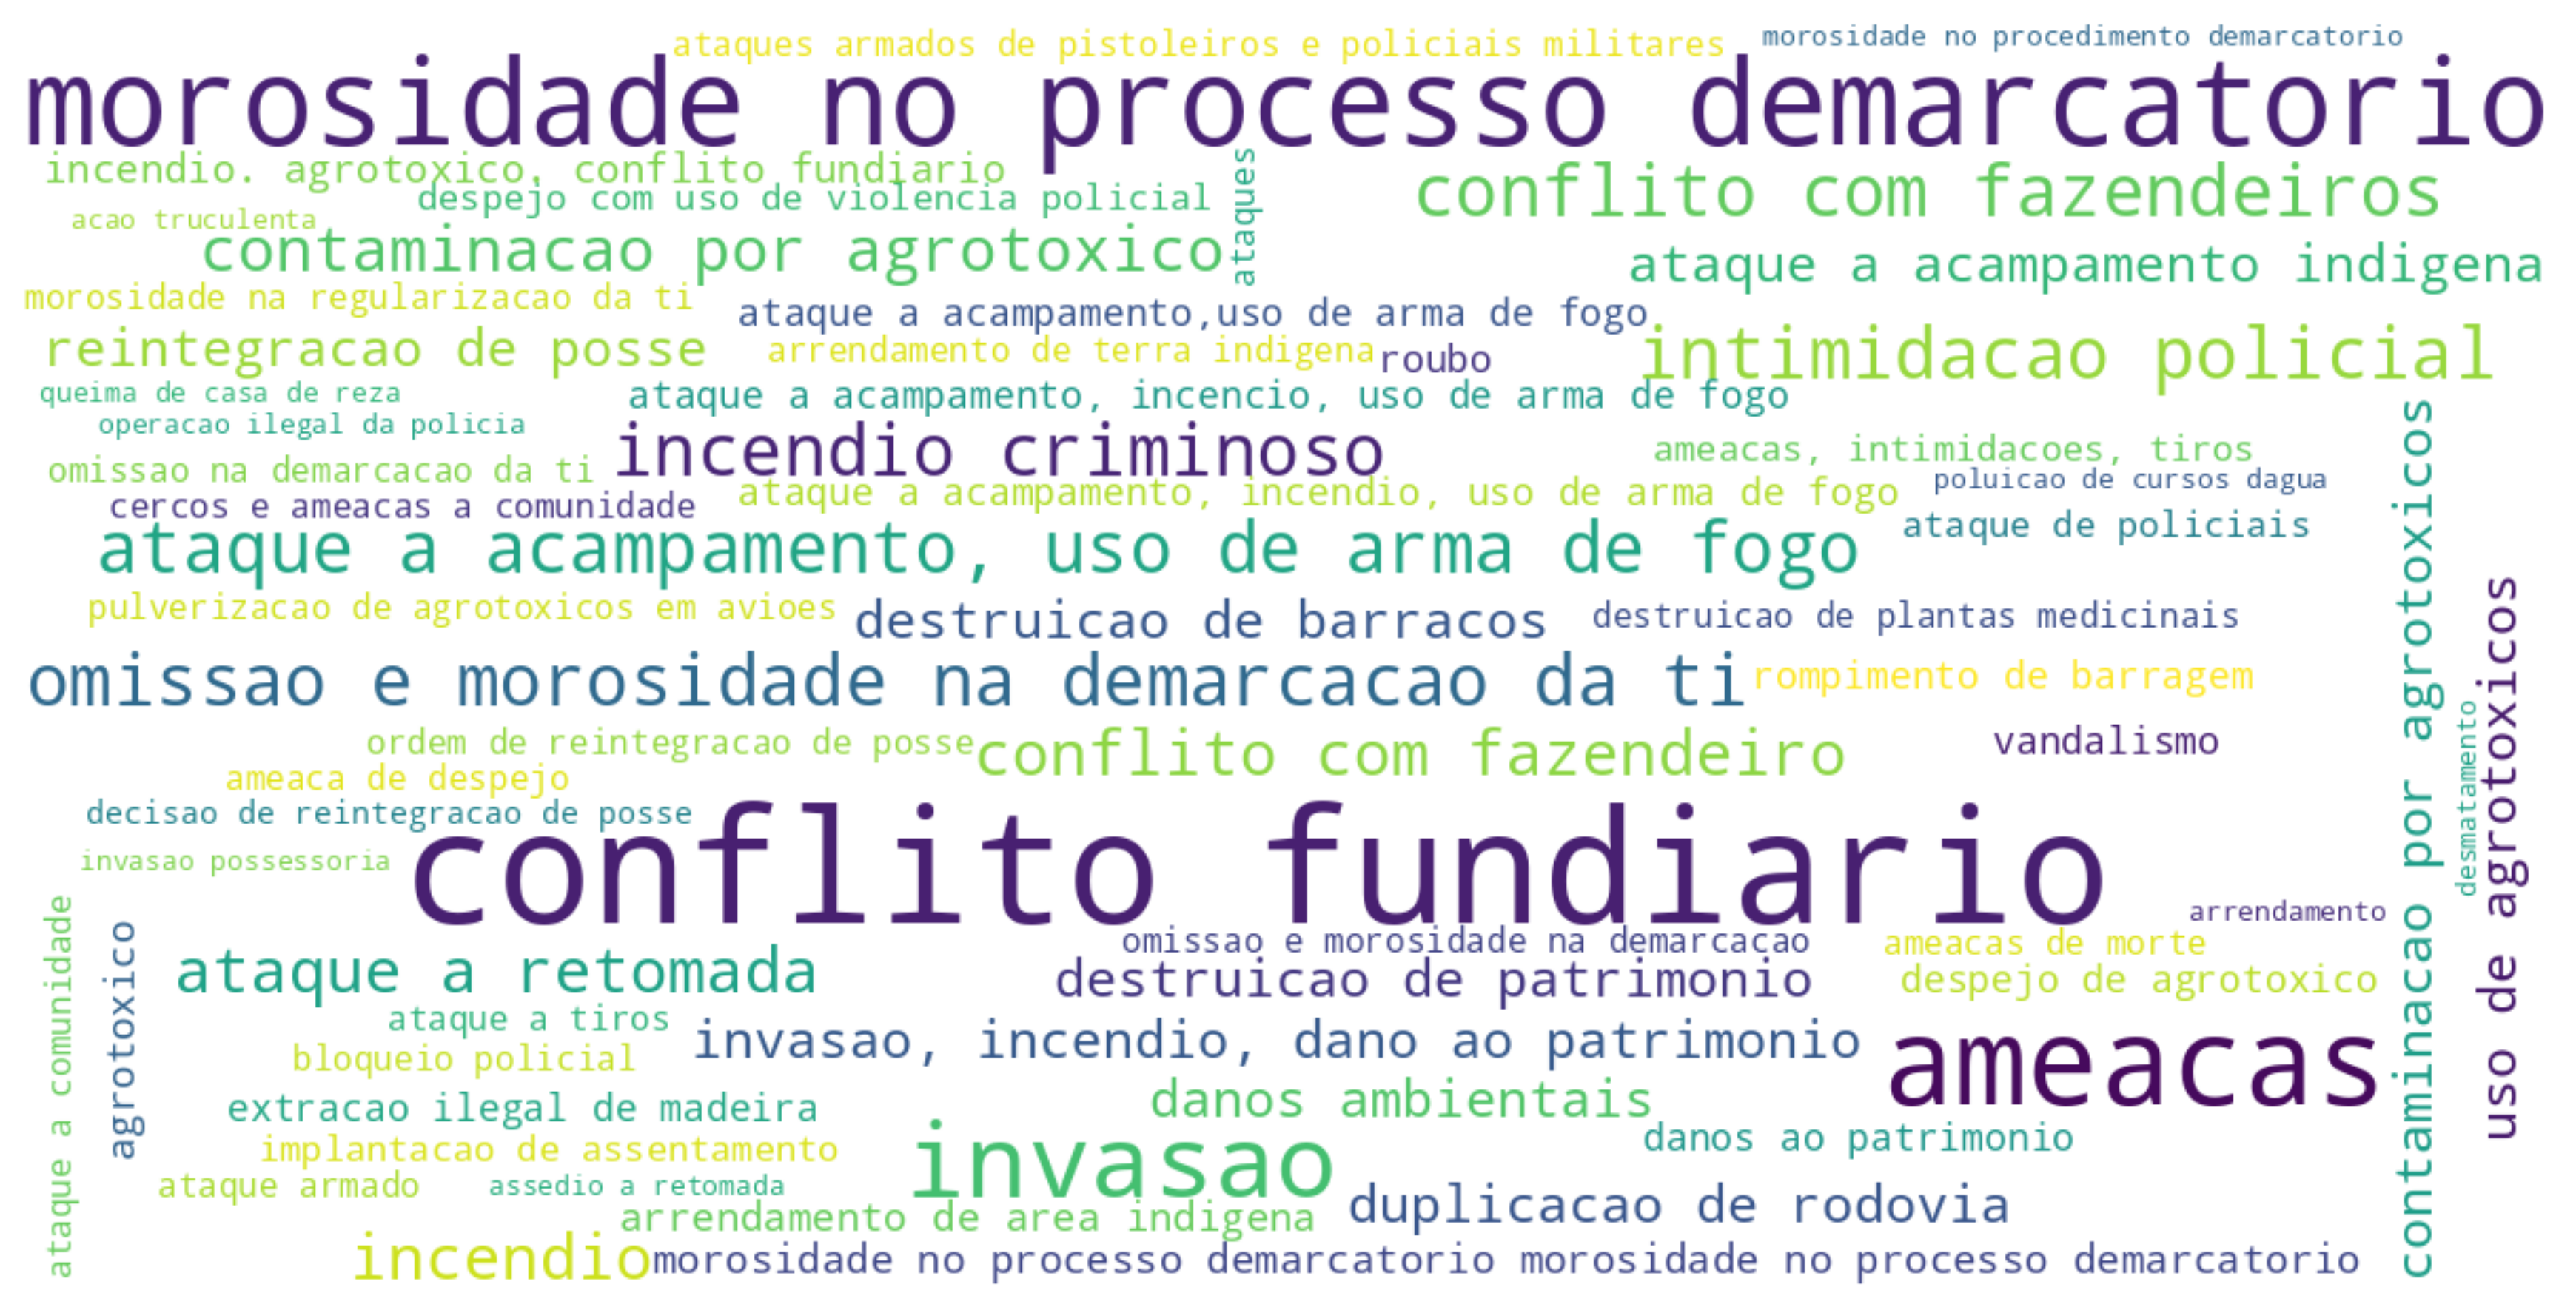 ataques armados de pistoleiros e policiais militares
morosidade no procedimento demarcatorio
morosidade no processo demarcatorio
incendio. agrotoxico, conflito fundiario
despejo com uso de violencia policial
ataques
conflito com fazendeiros
acao truculenta
contaminacao por agrotoxico
ataque a acampamento indigena
morosidade na regularizacao da ti
ataque a acampamento,uso de arma de fogo
reintegracao de posse
arrendamento de terra indigena
roubo
intimidacao policial
queima de casa de reza
ataque a acampamento, incencio, uso de arma de fogo
operacao ilegal da policia
incendio criminoso
ameacas, intimidacoes, tiros
omissao na demarcacao da ti
poluicao de cursos dagua
cercos e ameacas a comunidade
ataque a acampamento, incendio, uso de arma de fogo
ataque de policiais
ataque a acampamento, uso de arma de fogo
pulverizacao de agrotoxicos em avioes
destruicao de barracos
destruicao de plantas medicinais
omissao e morosidade na demarcacao da ti
rompimento de barragem
ordem de reintegracao de posse
conflito com fazendeiro
vandalismo
ameaca de despejo
decisao de reintegracao de posse
conflito fundiario
invasao possessoria
arrendamento
contaminacao por agrotoxicos
desmatamento
uso de agrotoxicos
ataque a comunidade
agrotoxico
omissao e morosidade na demarcacao
ameacas de morte
ataque a retomada
destruicao de patrimonio
despejo de agrotoxico
ataque a tiros
invasao, incendio, dano ao patrimonio
bloqueio policial
ameacas
extracao ilegal de madeira
danos ambientais
implantacao de assentamento
invasao
danos ao patrimonio
ataque armado
assedio a retomada
arrendamento de area indigena
duplicacao de rodovia
incendio
morosidade no processo demarcatorio morosidade no processo demarcatorio